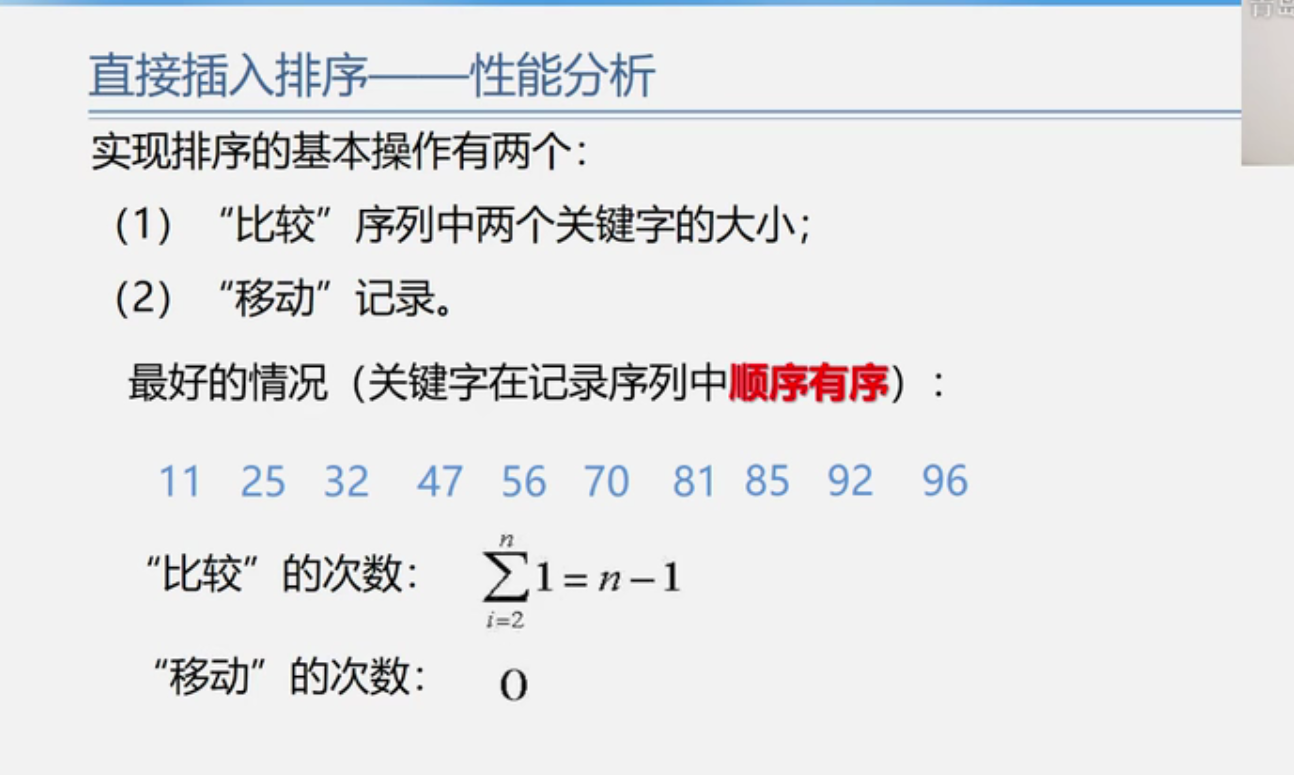 直接插入排序——性能分析
实现排序的基本操作有两个：
（1）“比较”序列中两个关键字的大小；
（2）“移动”记录。
最好的情况（关键字在记录序列中顺序有序）：
11 25 32 47 56 70 81 85 92 96
“比较”的次数： \sum_{i=2}^{n} 1 = n - 1
“移动”的次数： 0